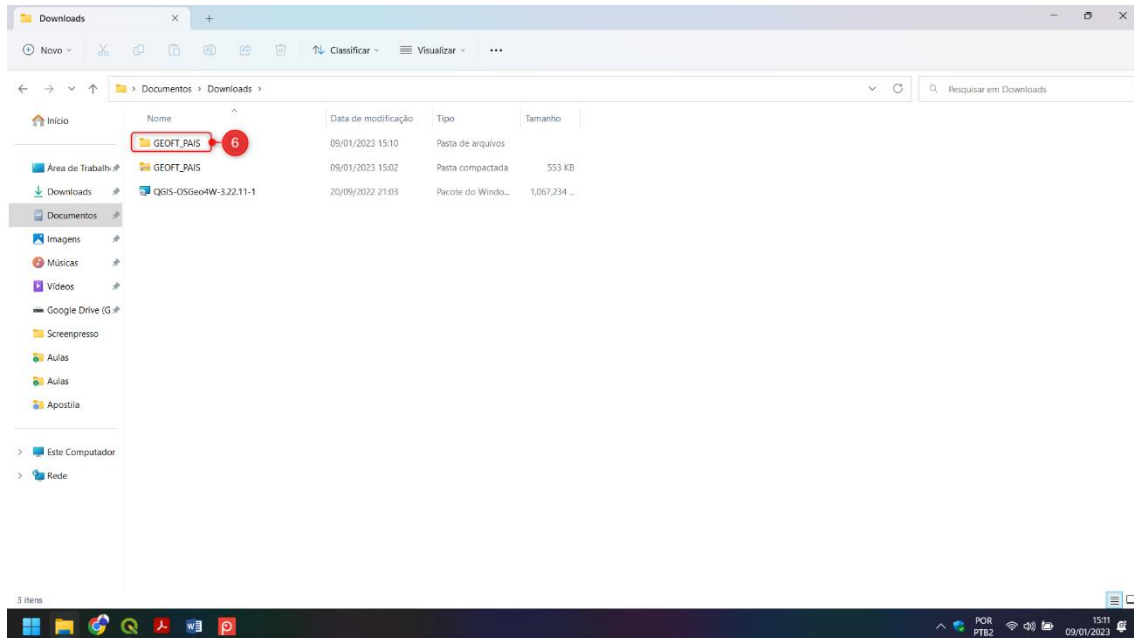 Downloads
Novo
Classificar
Visualizar
Documentos > Downloads >
Pesquisar em Downloads
Início
Nome Data de modificação Tipo Tamanho
GEOFT_PAIS 6 09/01/2023 15:10 Pasta de arquivos
Área de Trabalh
GEOFT_PAIS 09/01/2023 15:02 Pasta compactada 553 KB
Downloads
QGIS-OSGeo4W-3.22.11-1 20/09/2022 21:03 Pacote do Windo... 1,067,234 ...
Documentos
Imagens
Músicas
Vídeos
Google Drive (G
Screenpresso
Aulas
Aulas
Apostila
Este Computador
Rede
3 itens
POR
PTB2
15:11
09/01/2023